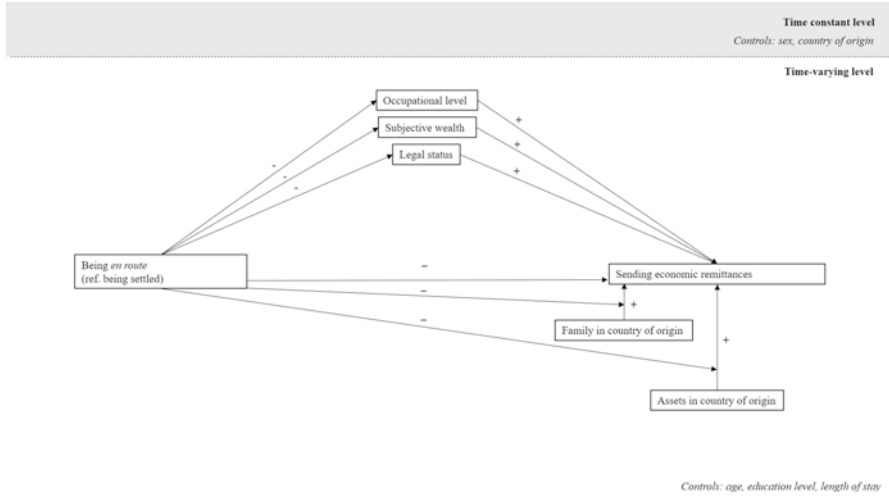 Time constant level
Controls: sex, country of origin
Time-varying level
Occupational level
+
Subjective wealth
+
Legal status
+
-
-
-
Being en route
(ref. being settled)
–
Sending economic remittances
–
+
Family in country of origin
–
+
Assets in country of origin
Controls: age, education level, length of stay